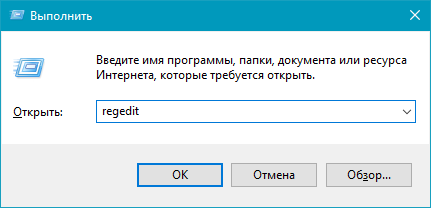 Выполнить
Введите имя программы, папки, документа или ресурса
Интернета, которые требуется открыть.
Открыть: regedit
ОК Отмена Обзор...